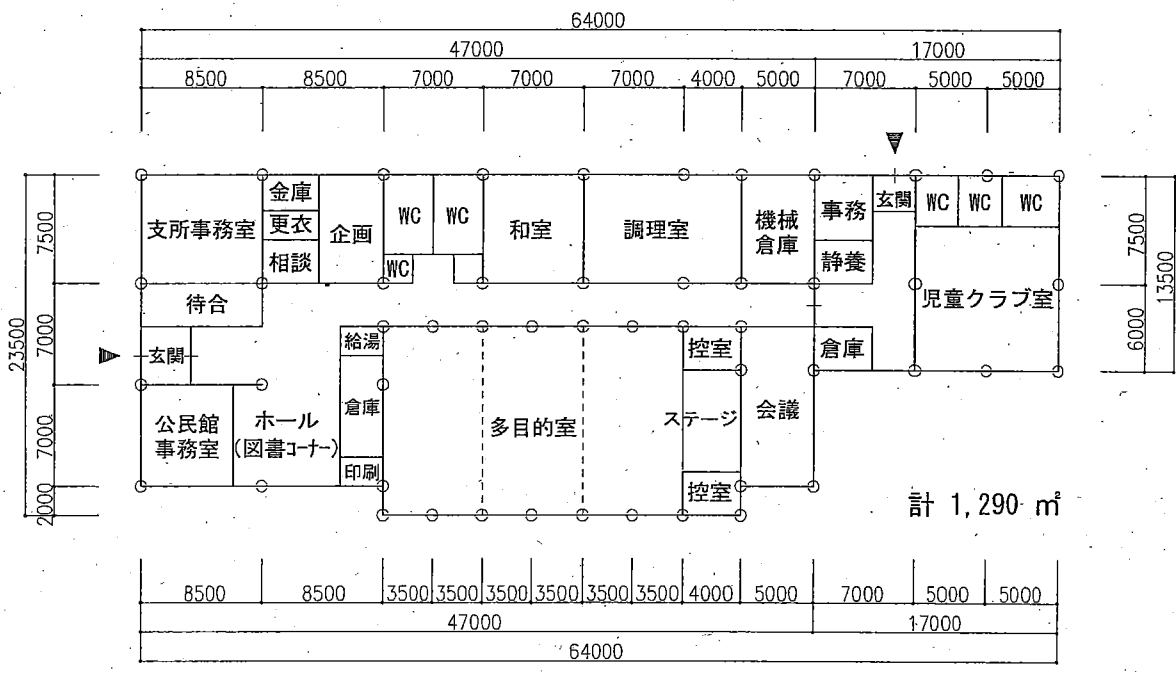 64000
47000 17000
8500 8500 7000 7000 7000 4000 5000 7000 5000 5000
支所事務室
金庫
更衣
相談
企画
WC
WC
WC
和室
調理室
機械
倉庫
事務
静養
玄関
WC
WC
WC
児童クラブ室
待合
玄関
公民館
事務室
ホール
(図書コーナー)
給湯
倉庫
印刷
多目的室
控室
ステージ
控室
会議
倉庫
23500
7500
7000
7000
2000
7500
6000
13500
計 1,290 ㎡
8500 8500 3500 3500 3500 3500 3500 3500 4000 5000 7000 5000 5000
47000 17000
64000